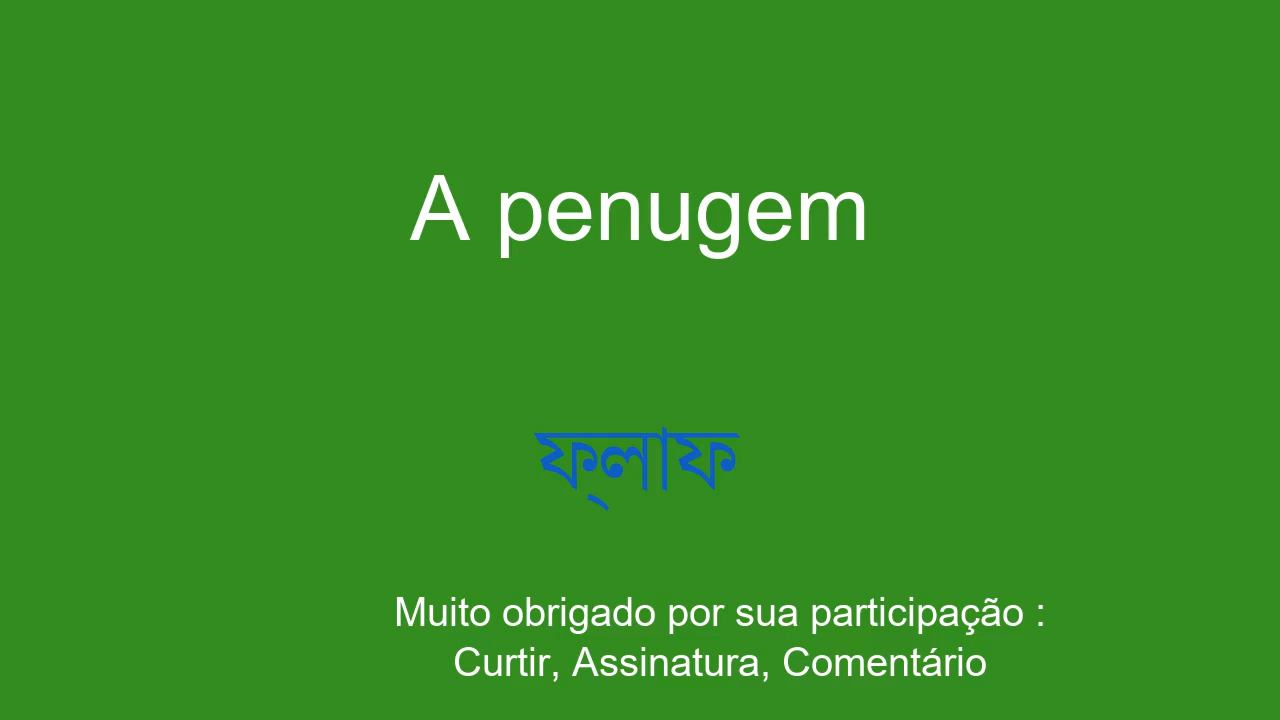 A penugem
ফ্লাফ
Muito obrigado por sua participação :
Curtir, Assinatura, Comentário